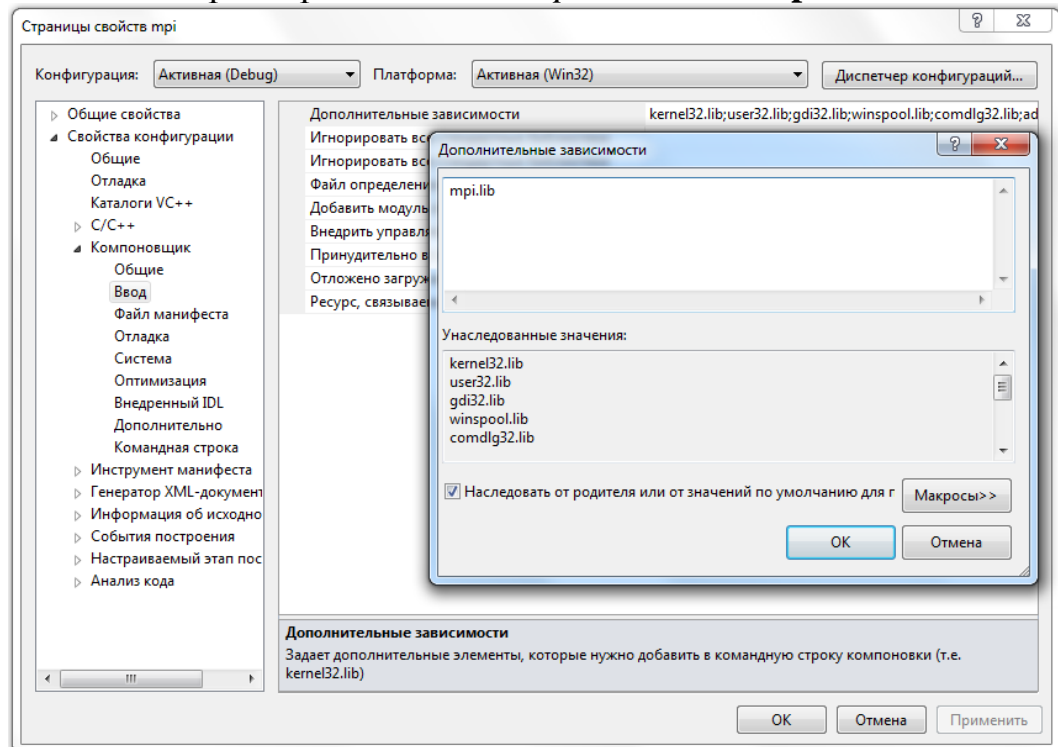 Страницы свойств mpi
Конфигурация: Активная (Debug) Платформа: Активная (Win32) Диспетчер конфигураций...
Общие свойства
Свойства конфигурации
Общие
Отладка
Каталоги VC++
C/C++
Компоновщик
Общие
Ввод
Файл манифеста
Отладка
Система
Оптимизация
Внедренный IDL
Дополнительно
Командная строка
Инструмент манифеста
Генератор XML-документ
Информация об исходно
События построения
Настраиваемый этап пос
Анализ кода
Дополнительные зависимости kernel32.lib;user32.lib;gdi32.lib;winspool.lib;comdlg32.lib;ad
Игнорировать все
Игнорировать все
Файл определени
Добавить модуль
Внедрить управля
Принудительно в
Отложено загруж
Ресурс, связывае
Дополнительные зависимости
mpi.lib
Унаследованные значения:
kernel32.lib
user32.lib
gdi32.lib
winspool.lib
comdlg32.lib
Наследовать от родителя или от значений по умолчанию для г
Макросы>>
OK Отмена
Дополнительные зависимости
Задает дополнительные элементы, которые нужно добавить в командную строку компоновки (т.е.
kernel32.lib)
OK Отмена Применить